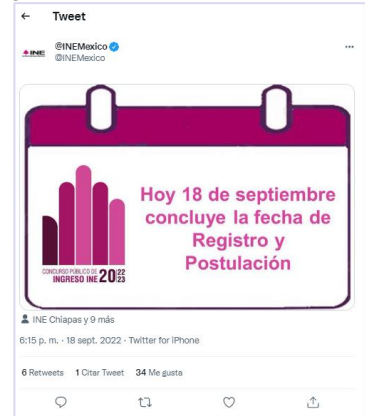 Tweet
INE
@INEMexico
@INEMexico
Hoy 18 de septiembre
concluye la fecha de
Registro y
Postulación
CONCURSO PÚBLICO DE
INGRESO INE 2022
2023
INE Chiapas y 9 más
6:15 p. m. · 18 sept. 2022 · Twitter for iPhone
6 Retweets 1 Citar Tweet 34 Me gusta